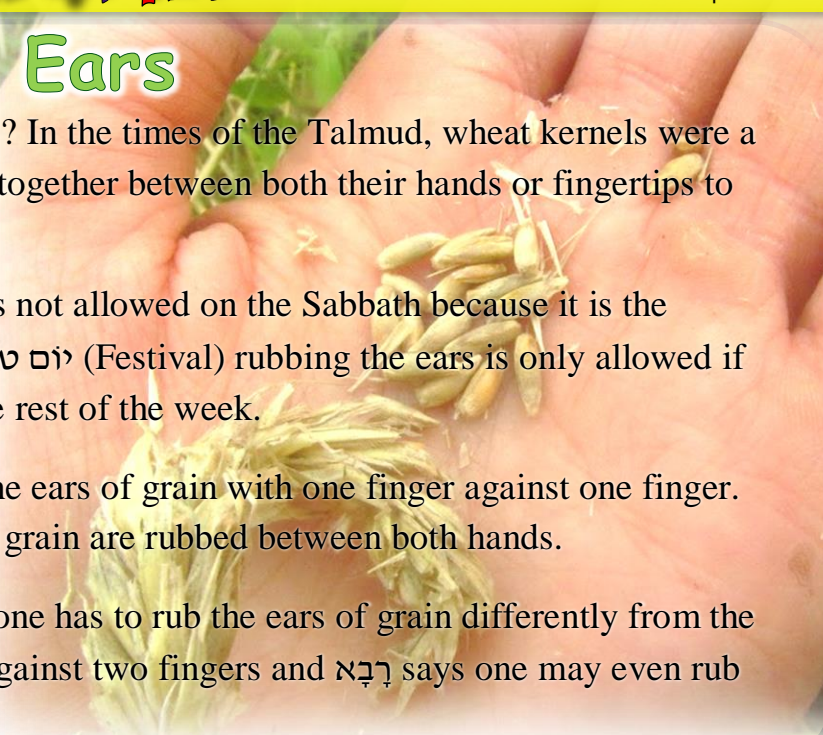 Ears
? In the times of the Talmud, wheat kernels were a
together between both their hands or fingertips to
not allowed on the Sabbath because it is the
יוֹם (Festival) rubbing the ears is only allowed if
rest of the week.
ears of grain with one finger against one finger.
grain are rubbed between both hands.
one has to rub the ears of grain differently from the
two fingers and רָבָא says one may even rub